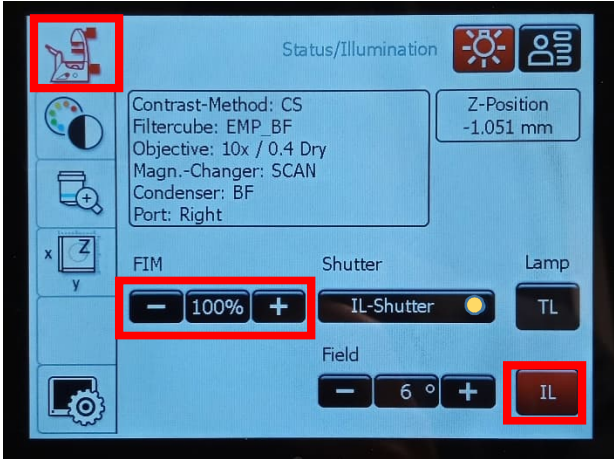 Status/Illumination
Contrast-Method: CS
Filtercube: EMP_BF
Objective: 10x / 0.4 Dry
Magn.-Changer: SCAN
Condenser: BF
Port: Right
Z-Position
-1.051 mm
x Z
y
FIM
Shutter
Lamp
− 100% +
IL-Shutter
TL
Field
− 6 ° +
IL